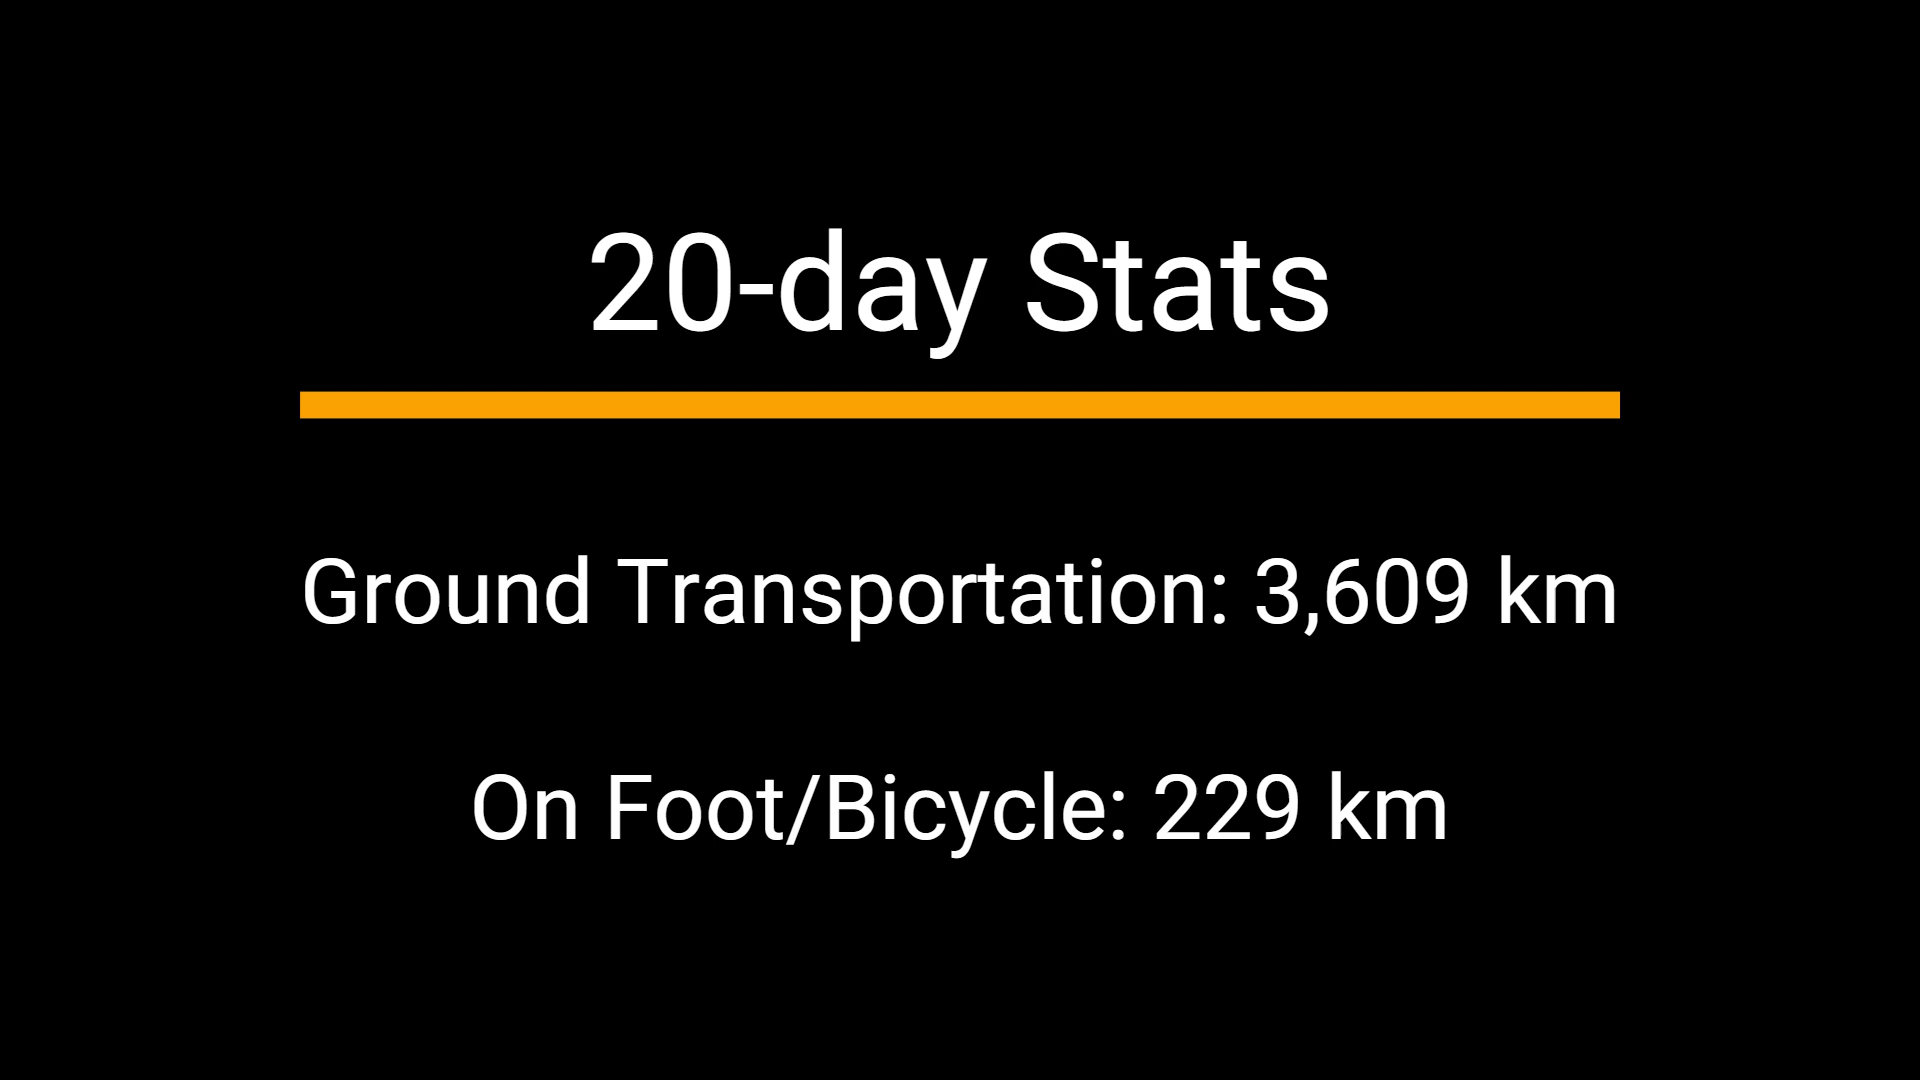 20-day Stats
Ground Transportation: 3,609 km
On Foot/Bicycle: 229 km